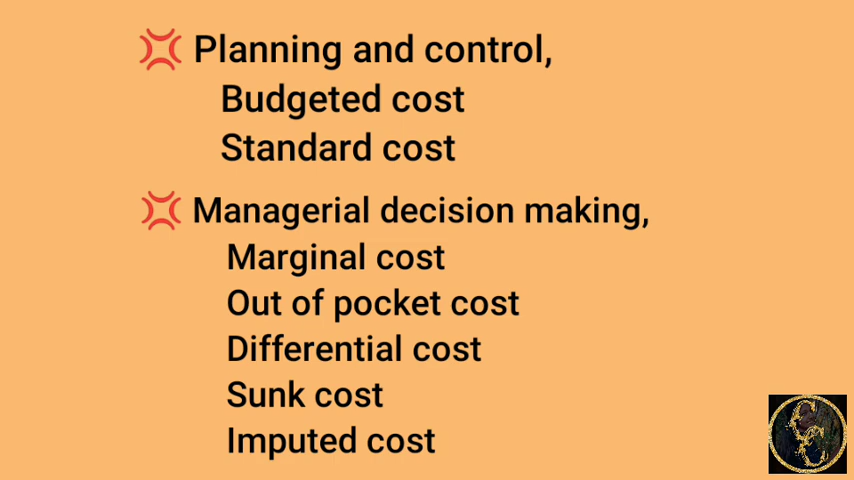 Planning and control,
Budgeted cost
Standard cost
Managerial decision making,
Marginal cost
Out of pocket cost
Differential cost
Sunk cost
Imputed cost